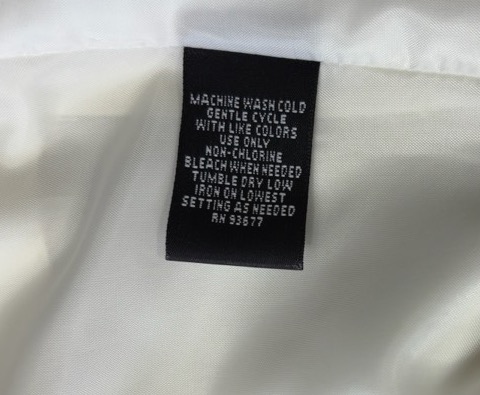 MACHINE WASH COLD
GENTLE CYCLE
WITH LIKE COLORS
USE ONLY
NON-CHLORINE
BLEACH WHEN NEEDED
TUMBLE DRY LOW
IRON ON LOWEST
SETTING AS NEEDED
RN 93677